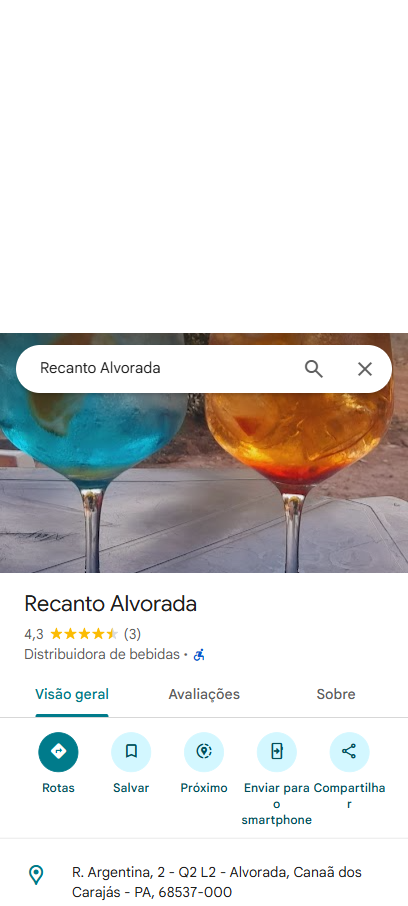 Recanto Alvorada
Recanto Alvorada
4,3 (3)
Distribuidora de bebidas ·
Visão geral
Avaliações
Sobre
Rotas
Salvar
Próximo
Enviar para
o
smartphone
Compartilha
r
R. Argentina, 2 - Q2 L2 - Alvorada, Canaã dos
Carajás - PA, 68537-000